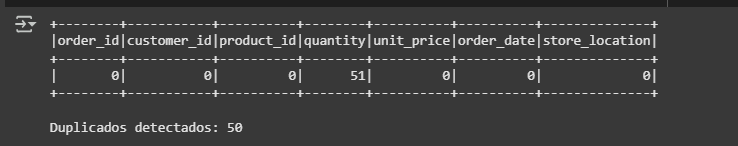 +--------+-----------+----------+--------+----------+----------+--------------+
|order_id|customer_id|product_id|quantity|unit_price|order_date|store_location|
+--------+-----------+----------+--------+----------+----------+--------------+
|       0|          0|         0|      51|         0|         0|             0|
+--------+-----------+----------+--------+----------+----------+--------------+
Duplicados detectados: 50